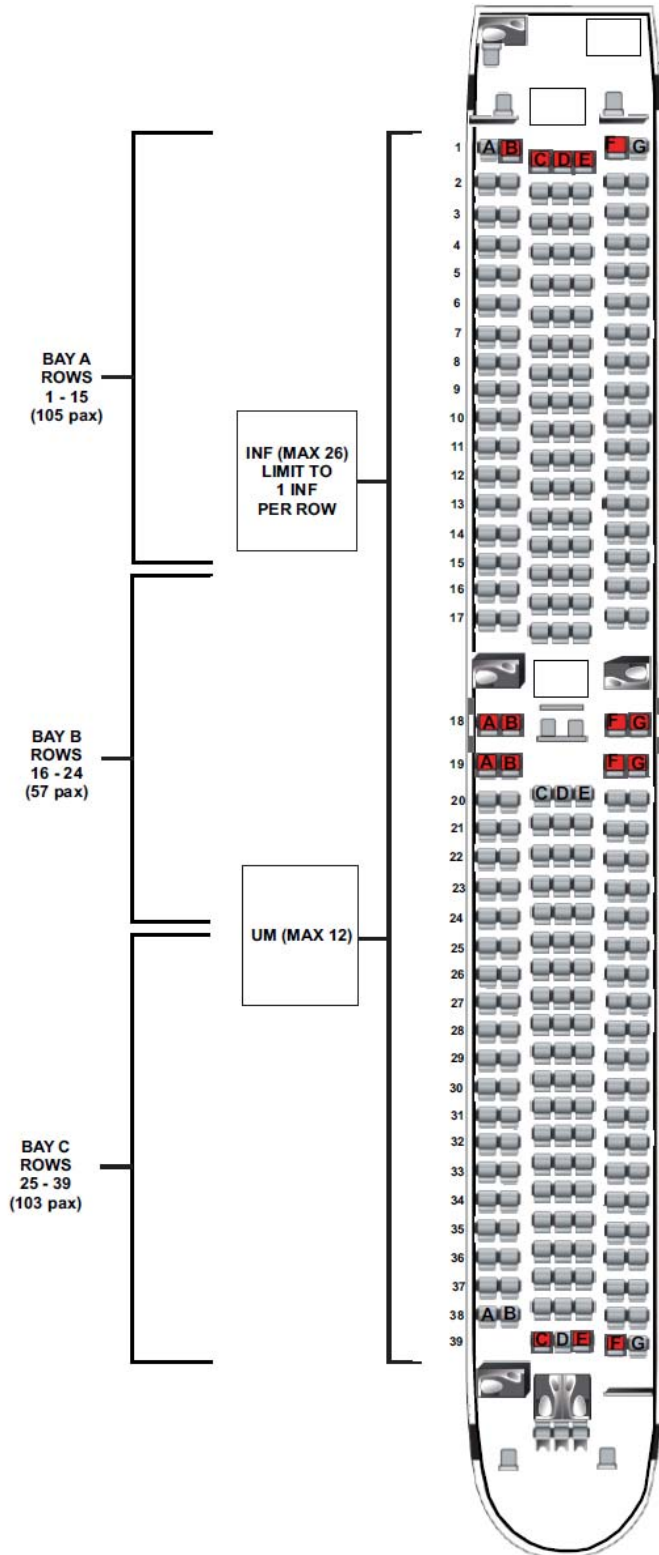 BAY A
ROWS
1 - 15
(105 pax)
BAY B
ROWS
16 - 24
(57 pax)
BAY C
ROWS
25 - 39
(103 pax)
INF (MAX 26)
LIMIT TO
1 INF
PER ROW
UM (MAX 12)
1 A B C D E F G
2
3
4
5
6
7
8
9
10
11
12
13
14
15
16
17
18 A B F G
19 A B F G
20 C D E
21
22
23
24
25
26
27
28
29
30
31
32
33
34
35
36
37
38 A B
39 C D E F G